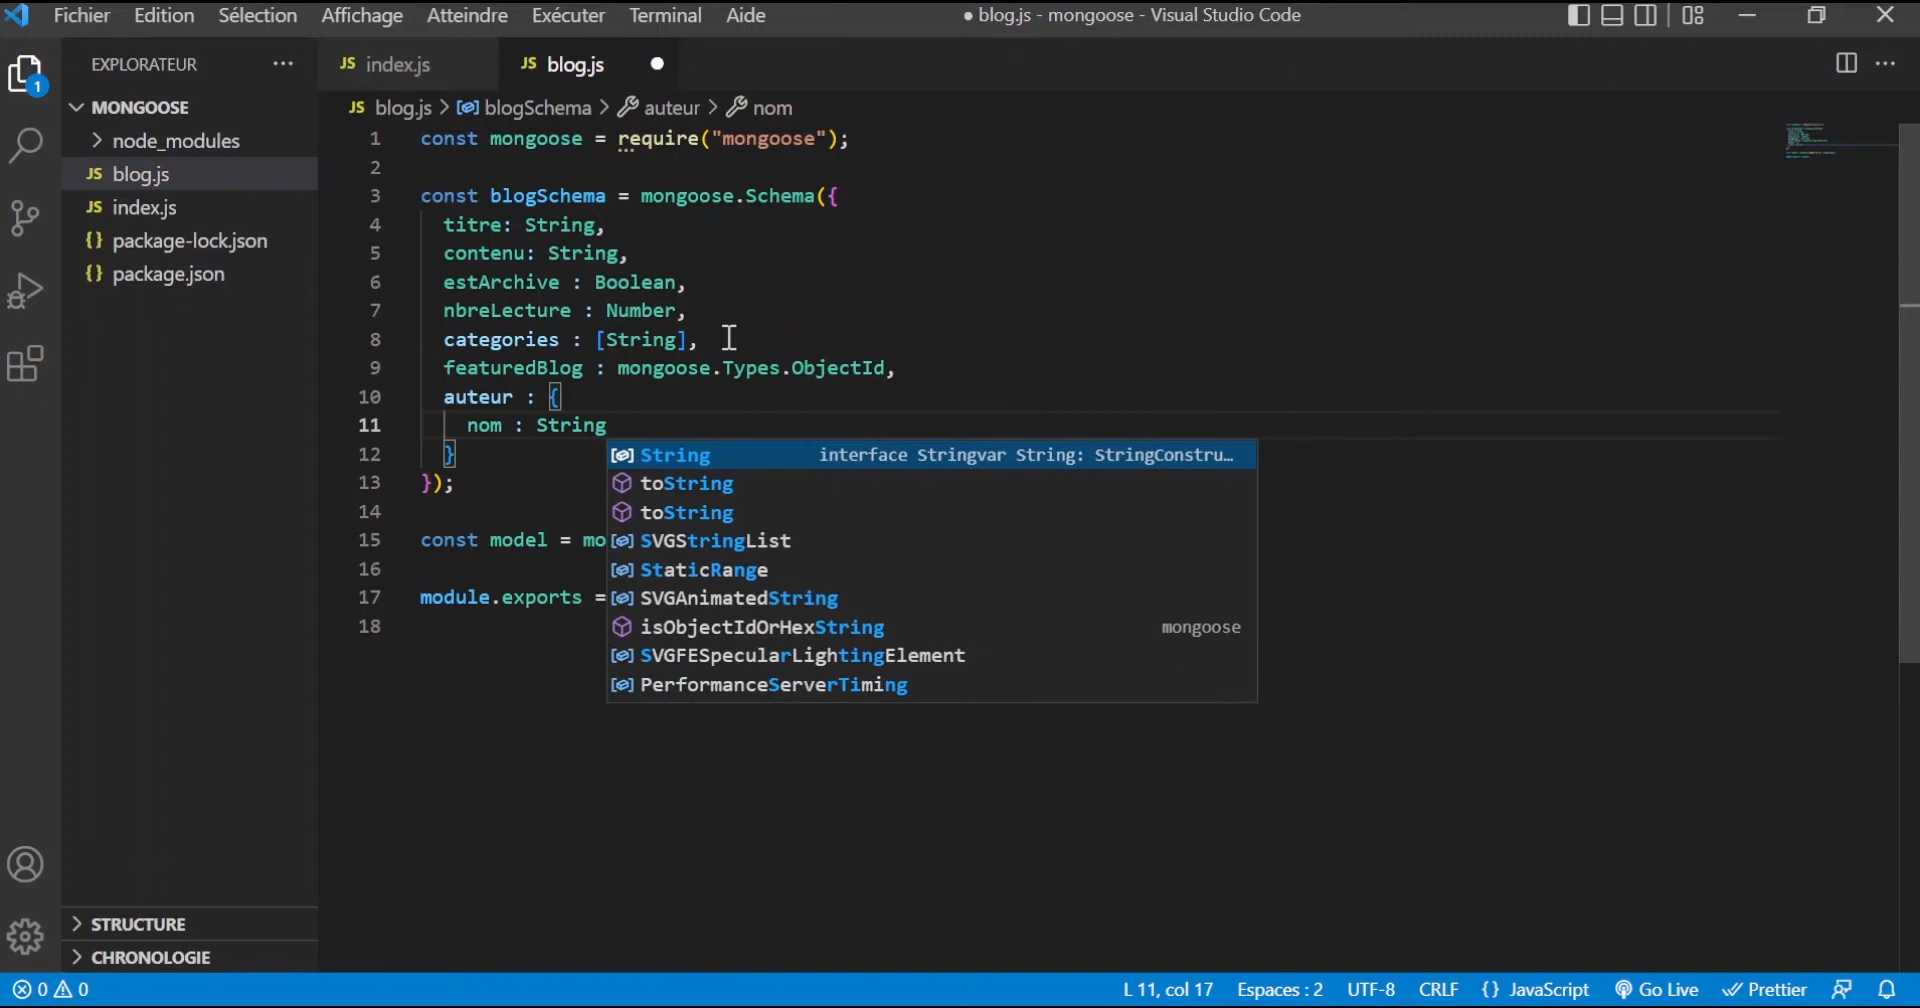 Fichier Edition Sélection Affichage Atteindre Exécuter Terminal Aide ● blog.js - mongoose - Visual Studio Code
EXPLORATEUR ...
JS index.js JS blog.js ●
1
MONGOOSE
JS blog.js > blogSchema > auteur > nom
node_modules
JS blog.js
JS index.js
{} package-lock.json
{} package.json
1 const mongoose = require("mongoose");
2
3 const blogSchema = mongoose.Schema({
4 titre: String,
5 contenu: String,
6 estArchive : Boolean,
7 nbreLecture : Number,
8 categories : [String],
9 featuredBlog : mongoose.Types.ObjectId,
10 auteur : {
11 nom : String
12 }
13 });
14
15 const model = mo
16
17 module.exports =
18
String interface Stringvar String: StringConstru…
toString
toString
SVGStringList
StaticRange
SVGAnimatedString
isObjectIdOrHexString mongoose
SVGFESpecularLightingElement
PerformanceServerTiming
STRUCTURE
CHRONOLOGIE
0 0 L 11, col 17 Espaces : 2 UTF-8 CRLF {} JavaScript Go Live Prettier